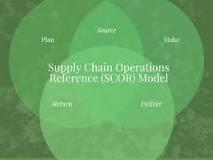 Source
Plan Make
Supply Chain Operations
Reference (SCOR) Model
Return Deliver